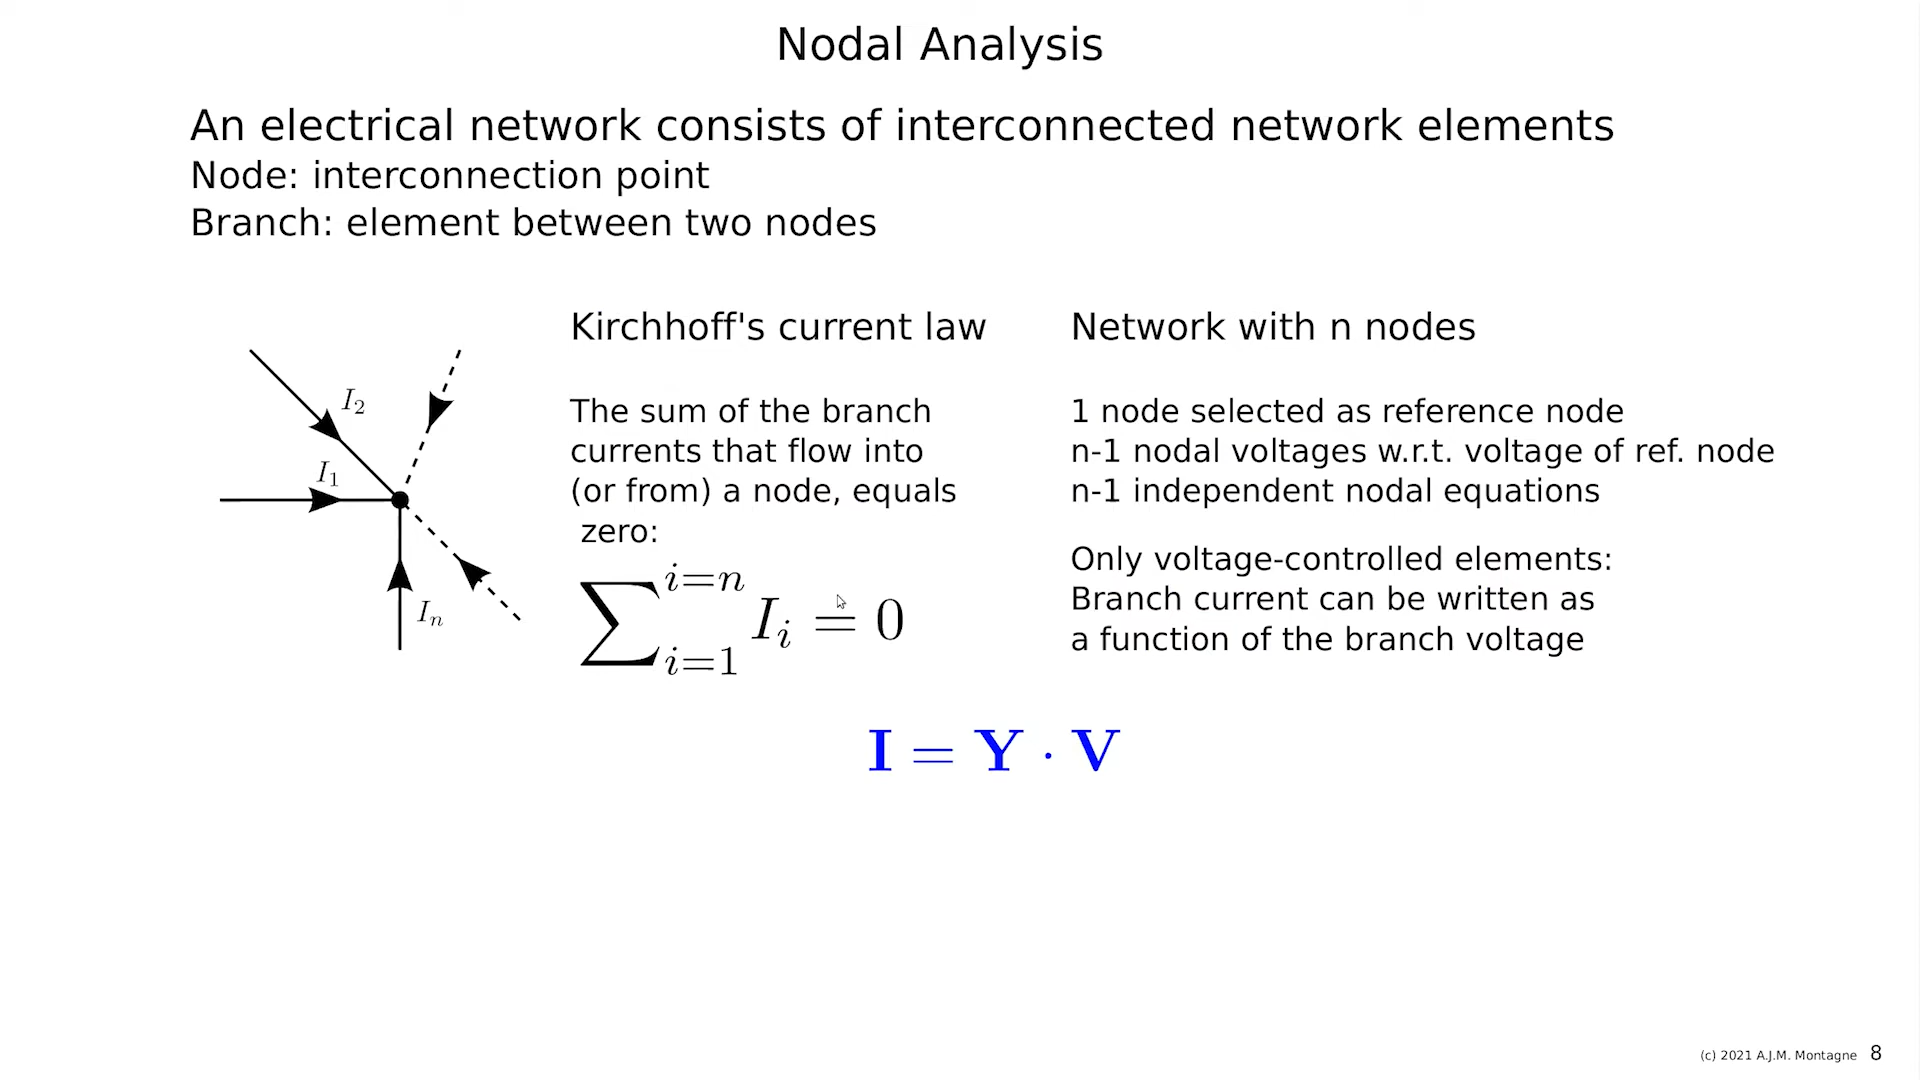 Nodal Analysis
An electrical network consists of interconnected network elements
Node: interconnection point
Branch: element between two nodes
I₂
I₁
Iₙ
Kirchhoff's current law
The sum of the branch
currents that flow into
(or from) a node, equals
zero:
∑ᵢ₌₁ⁱ⁼ⁿ Iᵢ = 0
Network with n nodes
1 node selected as reference node
n-1 nodal voltages w.r.t. voltage of ref. node
n-1 independent nodal equations
Only voltage-controlled elements:
Branch current can be written as
a function of the branch voltage
I = Y · V
(c) 2021 A.J.M. Montagne 8